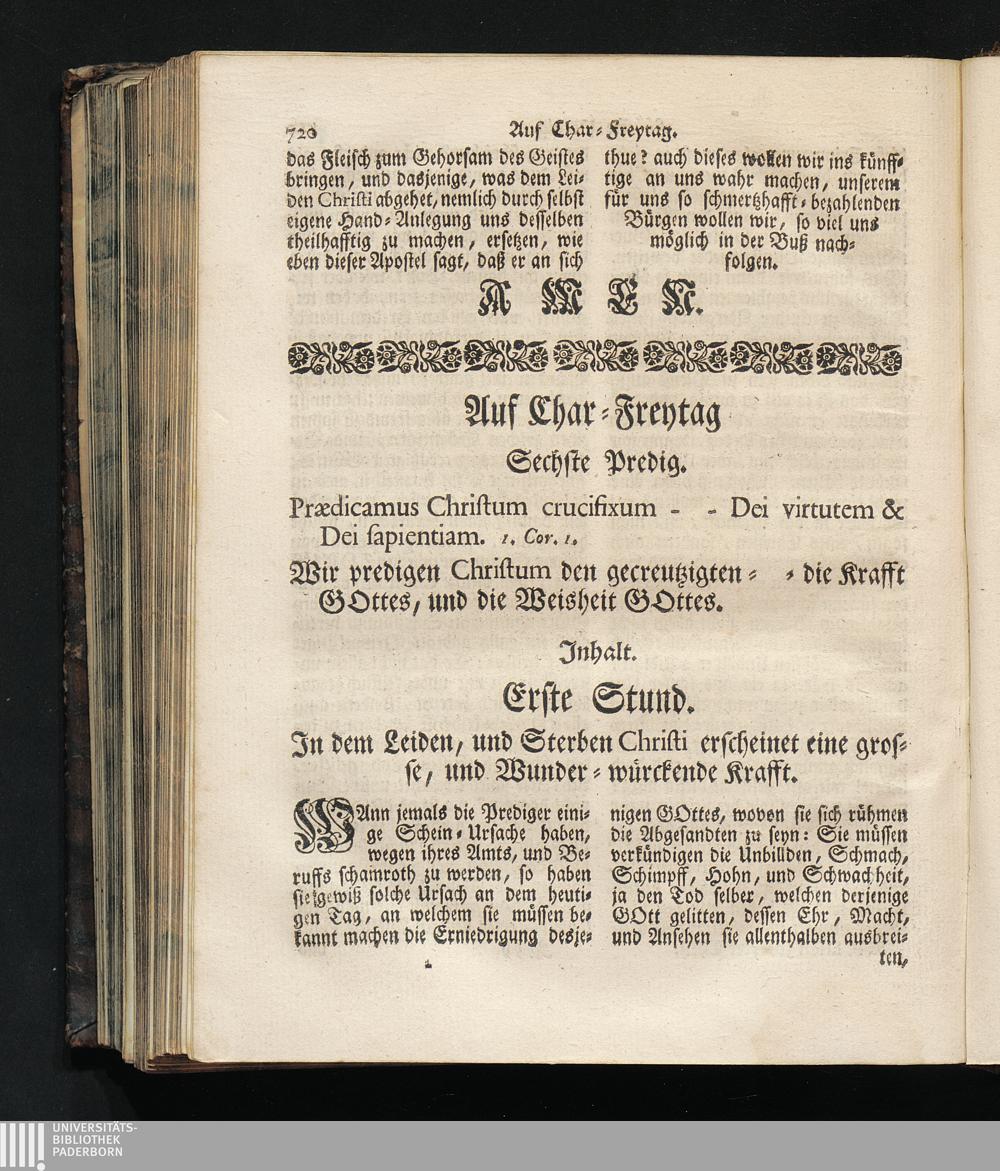 720
Auf Char-Freytag.
das Fleisch zum Gehorsam des Geistes
bringen, und dasjenige, was dem Lei-
den Christi abgehet, nemlich durch selbst
eigene Hand-Anlegung uns desselben
theilhafftig zu machen, ersetzen, wie
eben dieser Apostel sagt, daß er an sich
thue? auch dieses wollen wir ins künff-
tige an uns wahr machen, unserem
für uns so schmertzhafft-bezahlenden
Bürgen wollen wir, so viel uns
möglich in der Buß nach-
folgen.
A M E N.
Auf Char-Freytag
Sechste Predig.
Prædicamus Christum crucifixum - - Dei virtutem &
Dei sapientiam. 1. Cor. 1.
Wir predigen Christum den gecreutzigten - - die Krafft
GOttes, und die Weisheit GOttes.
Inhalt.
Erste Stund.
In dem Leiden, und Sterben Christi erscheinet eine gros-
se, und Wunder-würckende Krafft.
WAnn jemals die Prediger eini-
ge Schein-Ursache haben,
wegen ihres Amts, und Be-
ruffs schamroth zu werden, so haben
sie gewiß solche Ursach an dem heuti-
gen Tag, an welchem sie müssen be-
kannt machen die Erniedrigung desje-
nigen GOttes, wovon sie sich rühmen
die Abgesandten zu seyn: Sie müssen
verkündigen die Unbillden, Schmach,
Schimpff, Hohn, und Schwachheit,
ja den Tod selber, welchen derjenige
GOtt gelitten, dessen Ehr, Macht,
und Ansehen sie allenthalben ausbrei-
ten,
UNIVERSITÄTS-
BIBLIOTHEK
PADERBORN